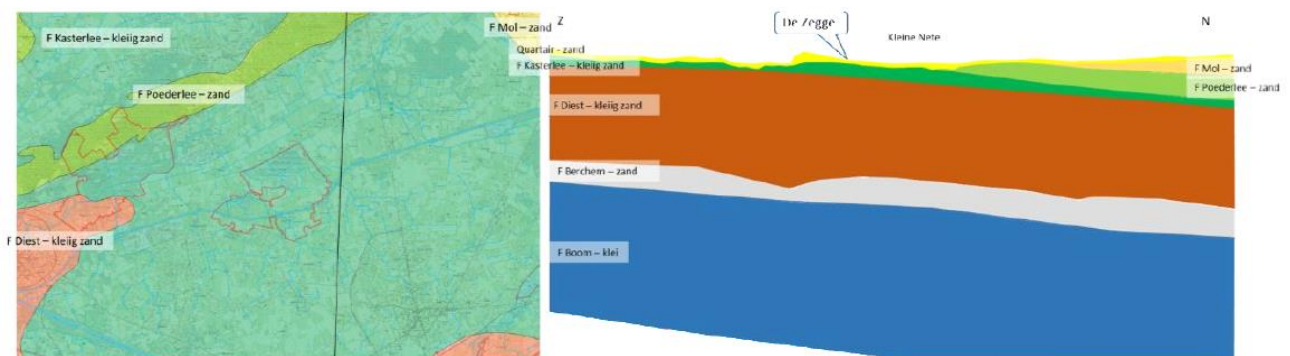 F Kasterlee – kleiig zand
F Mol – zand
F Poederlee – zand
F Diest – kleiig zand
Z
De Zegge
Kleine Nete
N
Quartair - zand
F Kasterlee – kleiig zand
F Mol – zand
F Poederlee – zand
F Diest – kleiig zand
F Berchem – zand
F Boom – klei